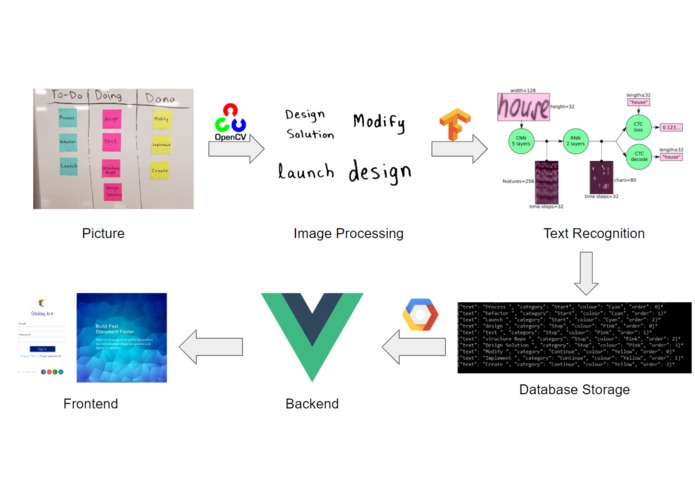 To-Do Doing Done
Process
Design
Modify
Refactor
Test
Implement
Launch
Create
Design
Solution
OpenCV
Design
Solution
Modify
launch design
width=128
house
height=32
CNN
5 layers
RNN
2 layers
features=256
time-steps=32
chars=80
time-steps=32
length≤32
"house"
CTC
loss
0.123...
CTC
decode
length≤32
"house"
Picture
Image Processing
Text Recognition
"text": "Process ", "category": "Start", "colour": "Cyan", "order": 0}"
"text": "hefactor ", "category": "Start", "colour": "Cyan", "order": 1}"
"text": "Launch ", "category": "Start", "colour": "Cyan", "order": 2}"
"text": "design ", "category": "Stop", "colour": "Pink", "order": 0}"
"text": "test ", "category": "Stop", "colour": "Pink", "order": 1}"
"text": "structure Repo ", "category": "Stop", "colour": "Pink", "order": 2}"
"text": "Design Solution ", "category": "Stop", "colour": "Pink", "order": 3}"
"text": "Modify ", "category": "Continue", "colour": "Yellow", "order": 0}"
"text": "Implement ", "category": "Continue", "colour": "Yellow", "order": 1}"
"text": "Create ", "category": "Continue", "colour": "Yellow", "order": 2}"
Build Fast
Document Faster.
Frontend
Backend
Database Storage